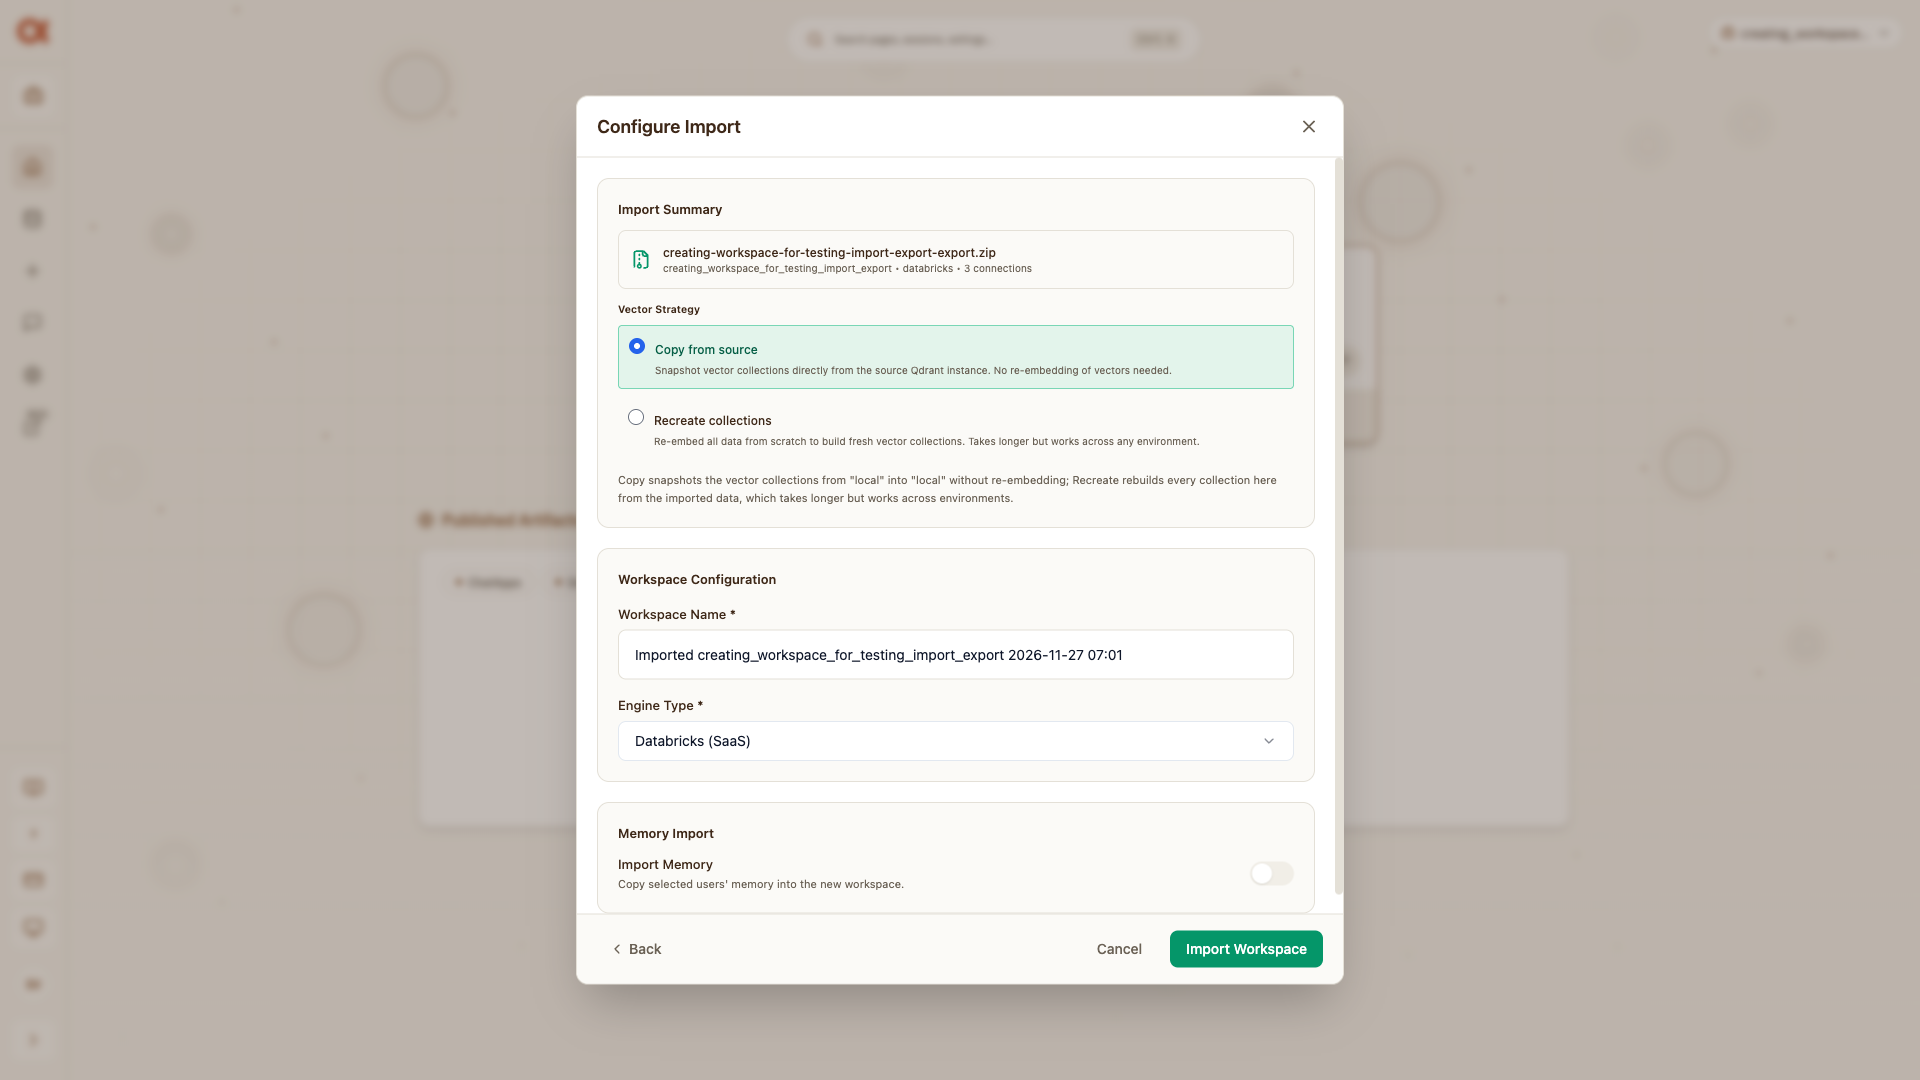 Configure Import
Import Summary
creating-workspace-for-testing-import-export-export.zip
creating_workspace_for_testing_import_export • databricks • 3 connections
Vector Strategy
Copy from source
Snapshot vector collections directly from the source Qdrant instance. No re-embedding of vectors needed.
Recreate collections
Re-embed all data from scratch to build fresh vector collections. Takes longer but works across any environment.
Copy snapshots the vector collections from "local" into "local" without re-embedding; Recreate rebuilds every collection here
from the imported data, which takes longer but works across environments.
Workspace Configuration
Workspace Name *
Imported creating_workspace_for_testing_import_export 2026-11-27 07:01
Engine Type *
Databricks (SaaS)
Memory Import
Import Memory
Copy selected users' memory into the new workspace.
Back
Cancel
Import Workspace